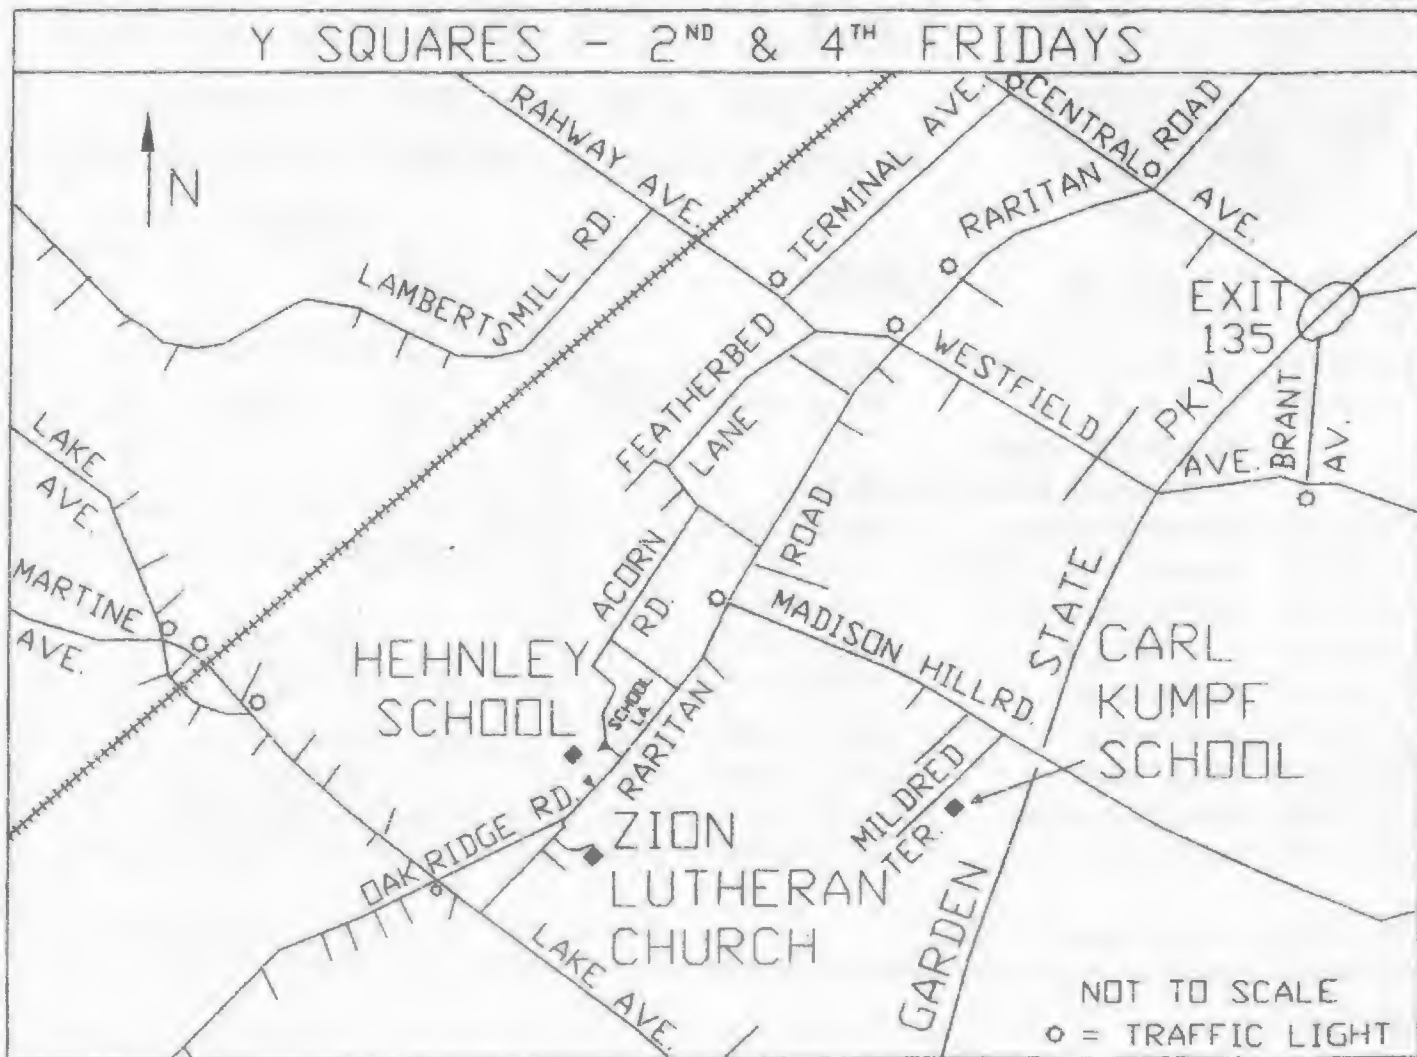 Y SQUARES - 2ND & 4TH FRIDAYS
N
RAHWAY AVE.
TERMINAL AVE.
CENTRAL
AVE.
RARITAN
ROAD
LAMBERTS
MILL RD.
EXIT
135
FEATHERBED
LANE
WESTFIELD
AVE.
PKY
BRANT
AV.
LAKE
AVE.
MARTINE
AVE.
ACORN
RD.
ROAD
MADISON HILL RD.
STATE
HEHNLEY
SCHOOL
SCHOOL
LA.
RARITAN
CARL
KUMPF
SCHOOL
MILDRED
TER.
OAK RIDGE RD.
ZION
LUTHERAN
CHURCH
GARDEN
LAKE AVE.
NOT TO SCALE
= TRAFFIC LIGHT